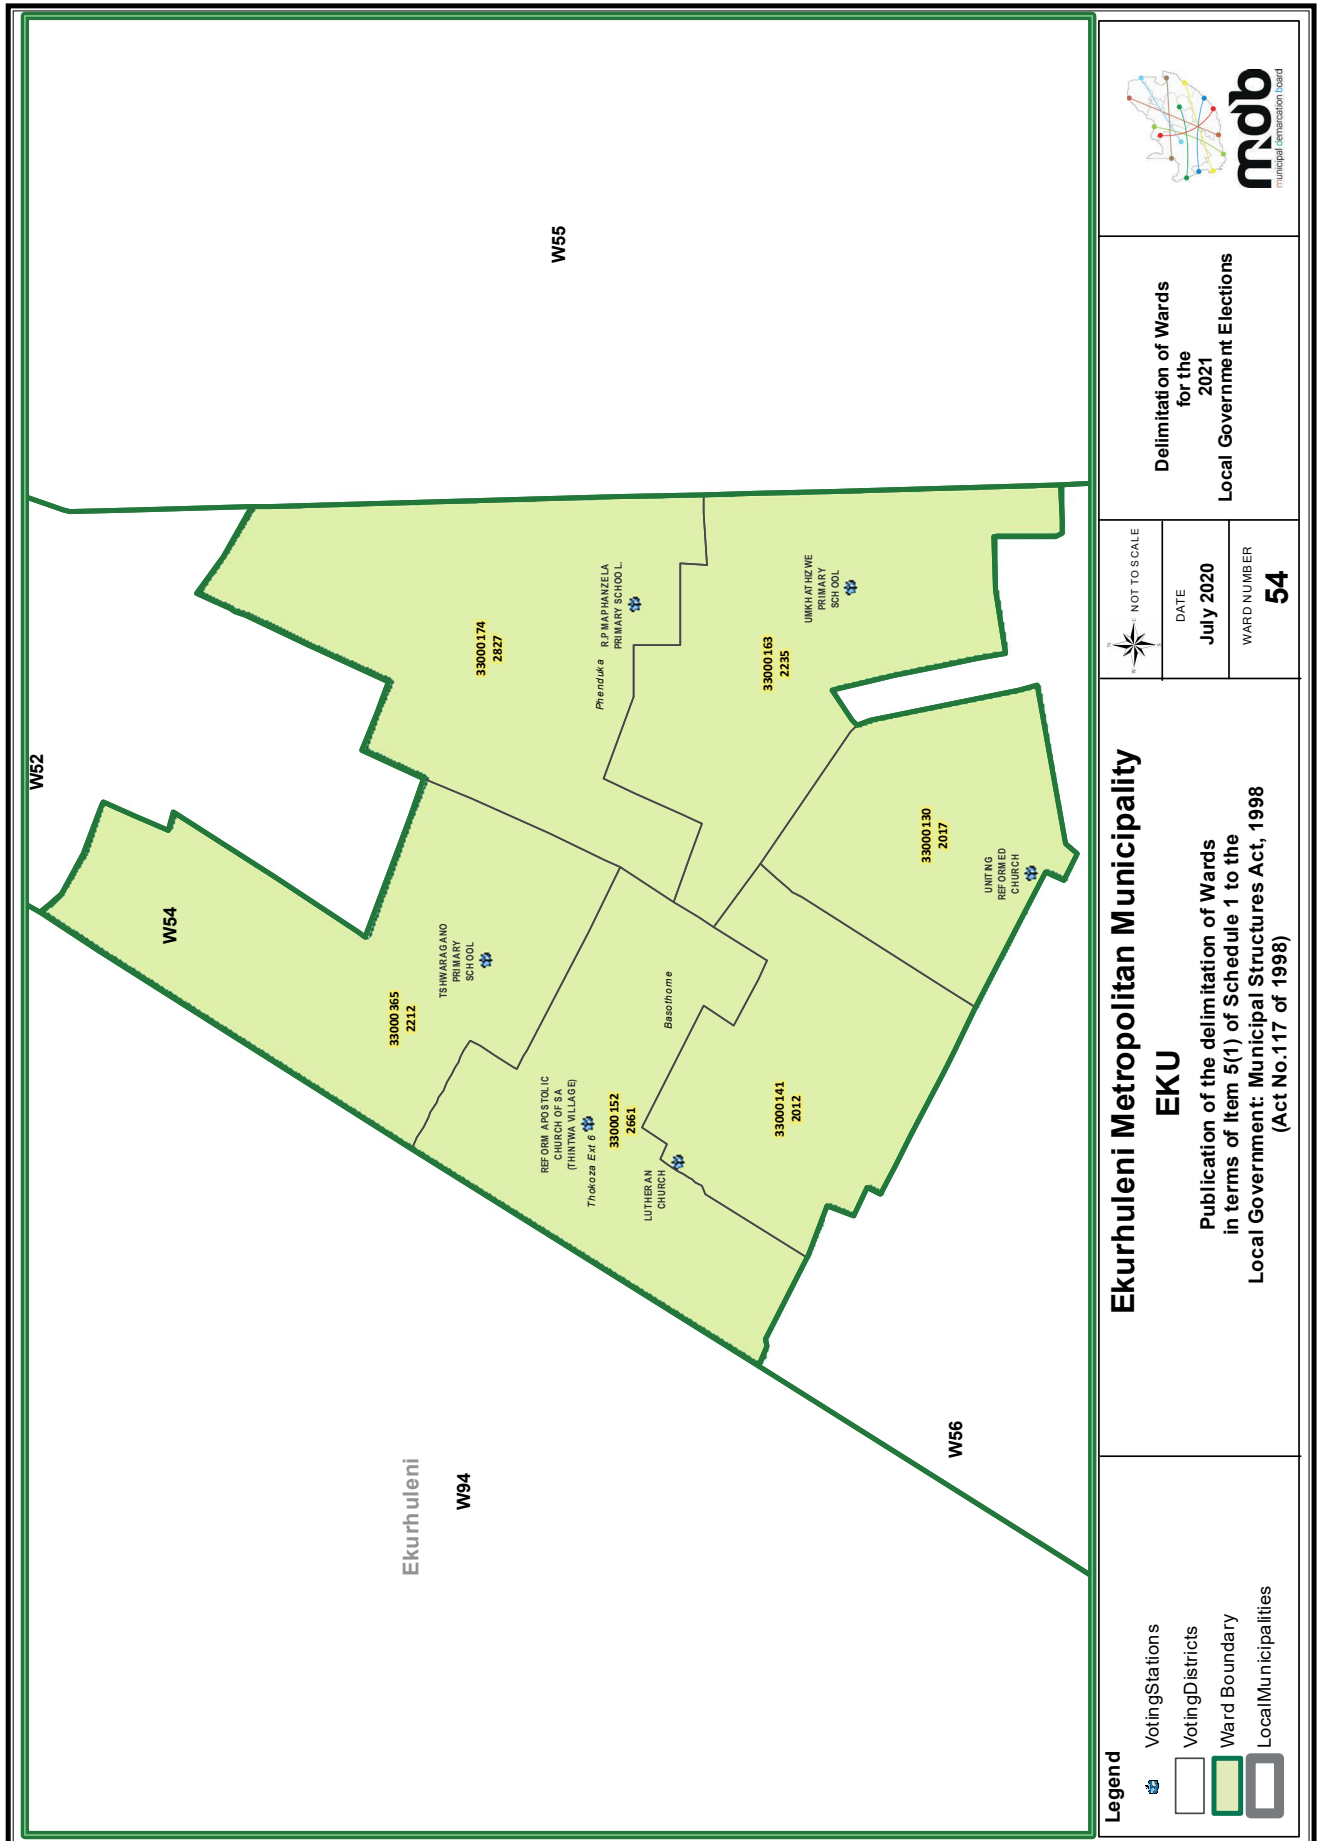 W52
W55
W54
33000174
2827
Phenduka
R.P MAPHANZELA
PRIMARY SCHOOL.
UMKHATHIZWE
PRIMARY
SCHOOL
33000163
2235
33000130
2017
UNITING
REFORMED
CHURCH
TSHWARAGANO
PRIMARY
SCHOOL
33000365
2212
Basothome
REFORM APOSTOLIC
CHURCH OF SA
(THINTWA VILLAGE)
Thokoza Ext 6
33000152
2661
LUTHERAN
CHURCH
33000141
2012
Ekurhuleni
W94
W56
Legend
VotingStations
VotingDistricts
Ward Boundary
LocalMunicipalities
Ekurhuleni Metropolitan Municipality
EKU
Publication of the delimitation of Wards
in terms of Item 5(1) of Schedule 1 to the
Local Government: Municipal Structures Act, 1998
(Act No.117 of 1998)
N
W
E
S
NOT TO SCALE
DATE
July 2020
WARD NUMBER
54
Delimitation of Wards
for the
2021
Local Government Elections
mdb
municipal demarcation board